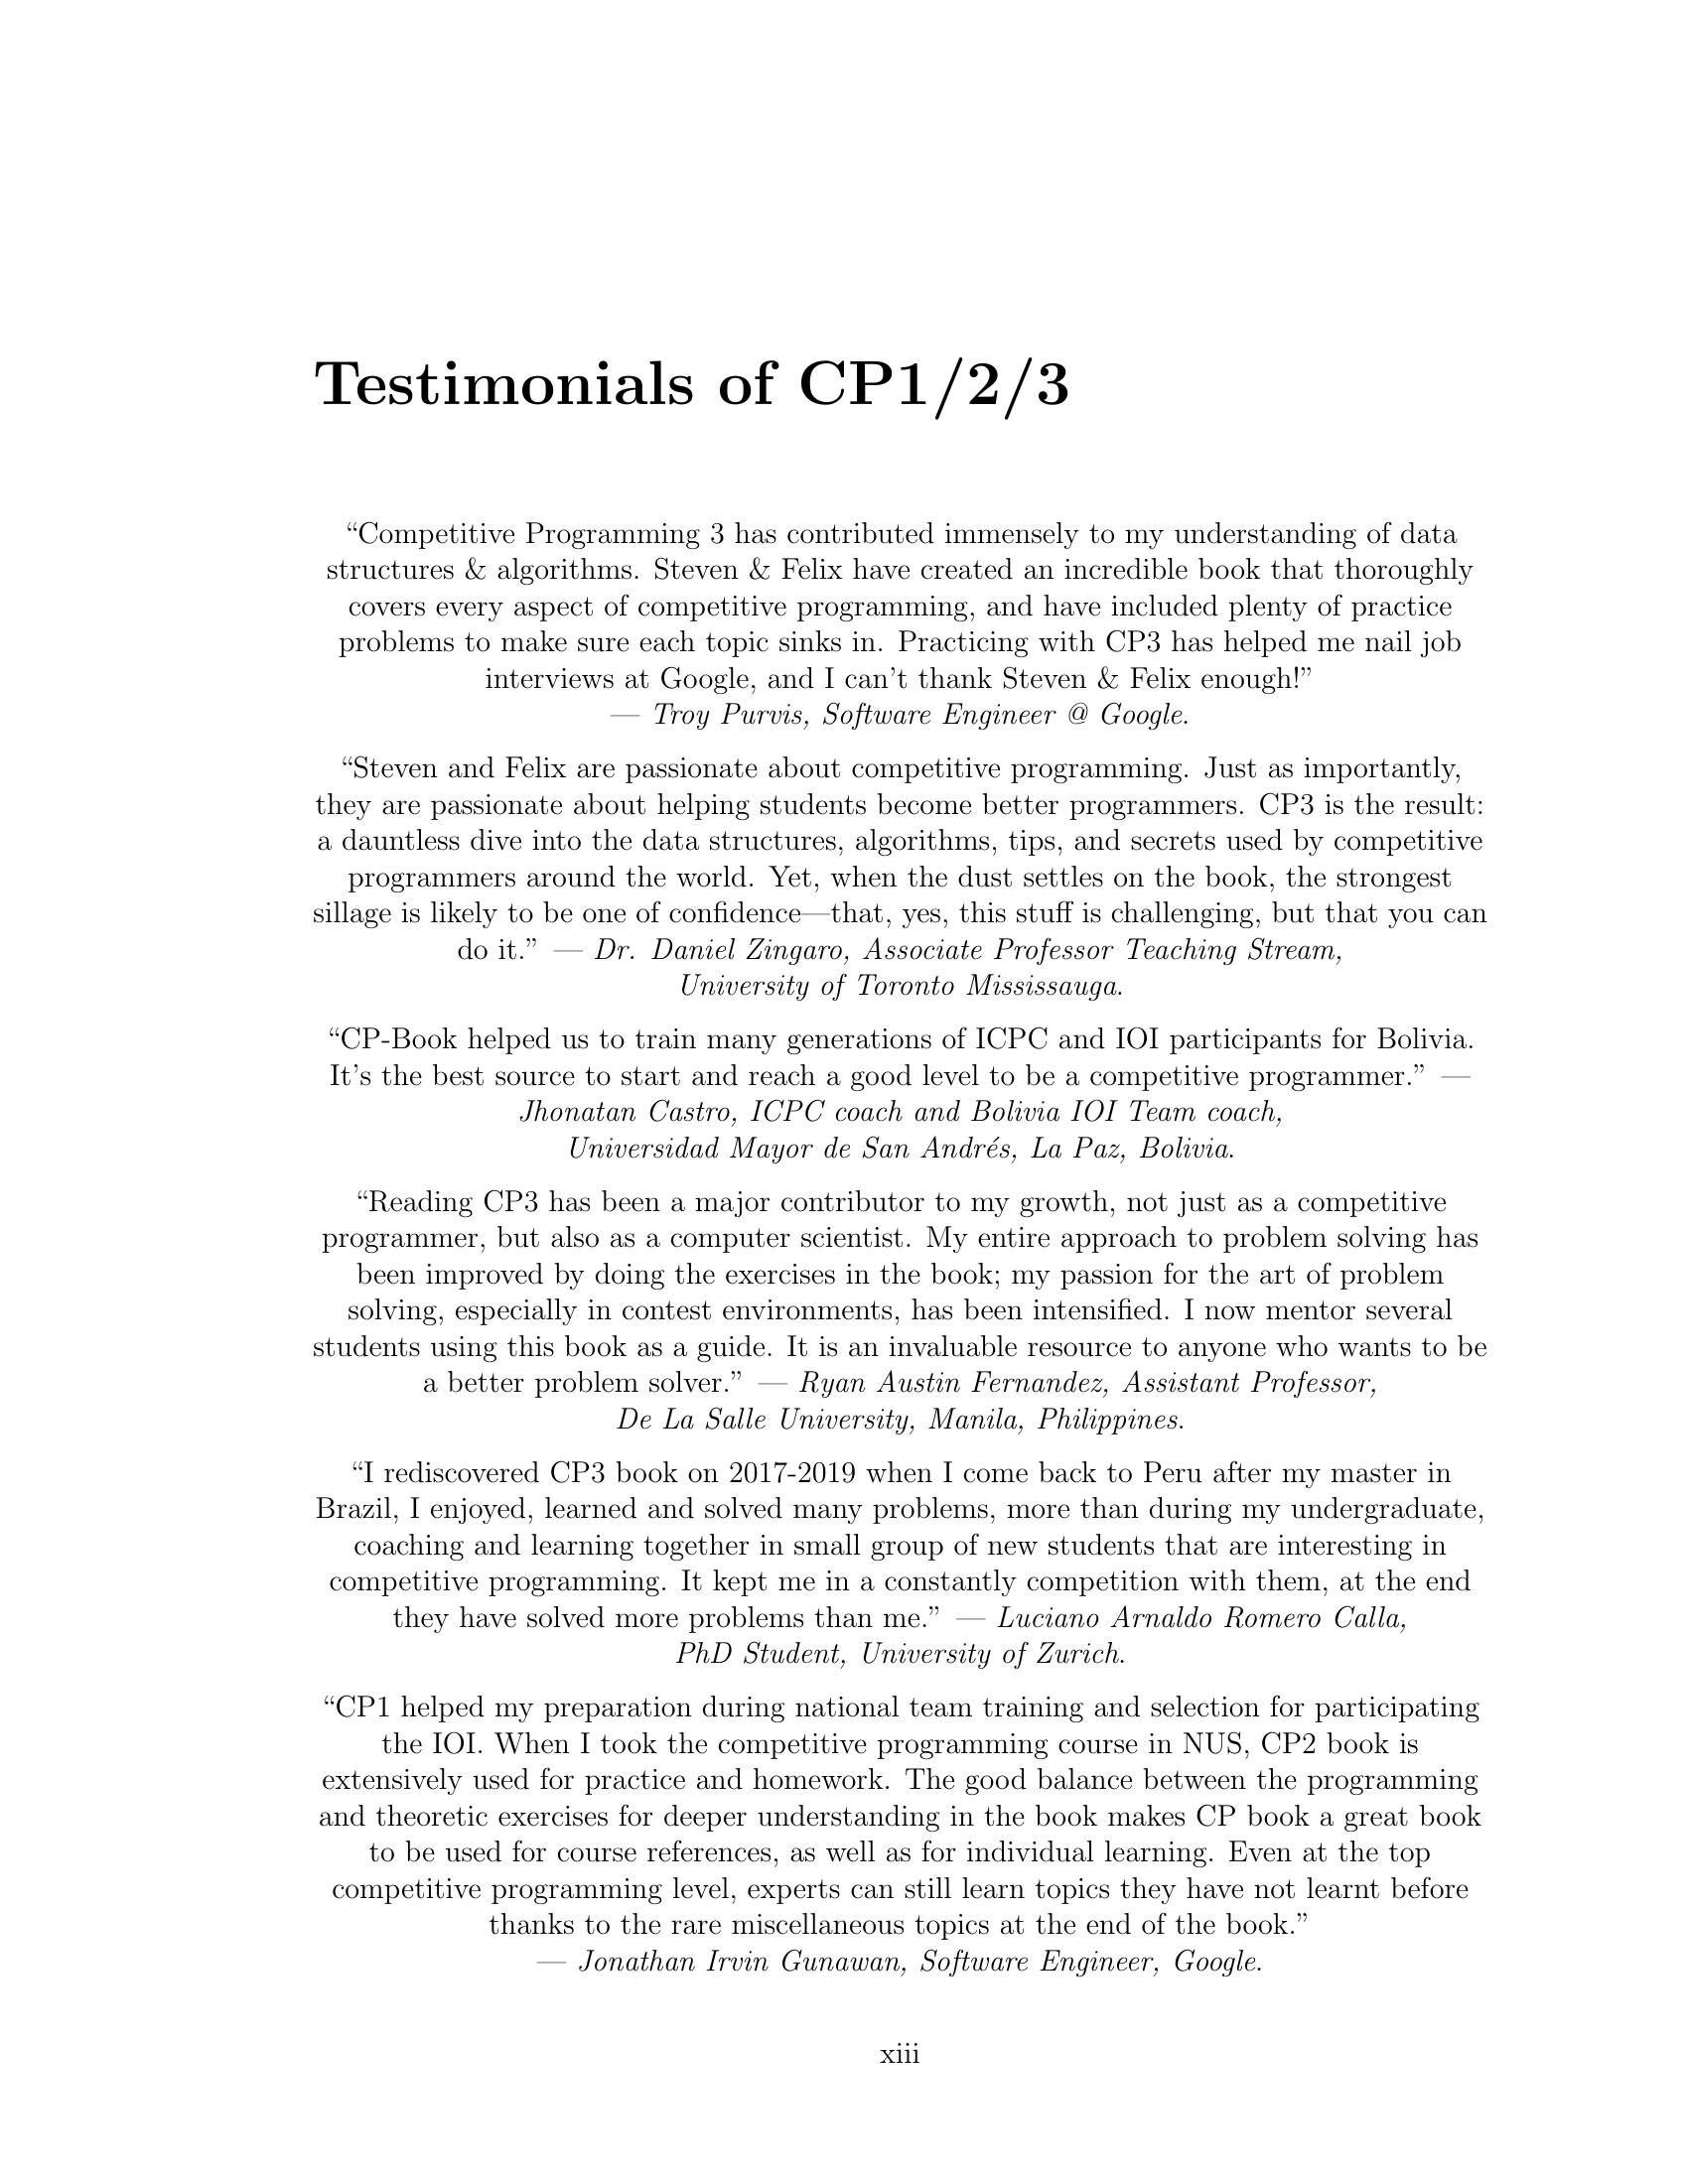 Testimonials of CP1/2/3
“Competitive Programming 3 has contributed immensely to my understanding of data
structures & algorithms. Steven & Felix have created an incredible book that thoroughly
covers every aspect of competitive programming, and have included plenty of practice
problems to make sure each topic sinks in. Practicing with CP3 has helped me nail job
interviews at Google, and I can’t thank Steven & Felix enough!”
— Troy Purvis, Software Engineer @ Google.
“Steven and Felix are passionate about competitive programming. Just as importantly,
they are passionate about helping students become better programmers. CP3 is the result:
a dauntless dive into the data structures, algorithms, tips, and secrets used by competitive
programmers around the world. Yet, when the dust settles on the book, the strongest
sillage is likely to be one of confidence—that, yes, this stuff is challenging, but that you can
do it.” — Dr. Daniel Zingaro, Associate Professor Teaching Stream,
University of Toronto Mississauga.
“CP-Book helped us to train many generations of ICPC and IOI participants for Bolivia.
It’s the best source to start and reach a good level to be a competitive programmer.” —
Jhonatan Castro, ICPC coach and Bolivia IOI Team coach,
Universidad Mayor de San Andrés, La Paz, Bolivia.
“Reading CP3 has been a major contributor to my growth, not just as a competitive
programmer, but also as a computer scientist. My entire approach to problem solving has
been improved by doing the exercises in the book; my passion for the art of problem
solving, especially in contest environments, has been intensified. I now mentor several
students using this book as a guide. It is an invaluable resource to anyone who wants to be
a better problem solver.” — Ryan Austin Fernandez, Assistant Professor,
De La Salle University, Manila, Philippines.
“I rediscovered CP3 book on 2017-2019 when I come back to Peru after my master in
Brazil, I enjoyed, learned and solved many problems, more than during my undergraduate,
coaching and learning together in small group of new students that are interesting in
competitive programming. It kept me in a constantly competition with them, at the end
they have solved more problems than me.” — Luciano Arnaldo Romero Calla,
PhD Student, University of Zurich.
“CP1 helped my preparation during national team training and selection for participating
the IOI. When I took the competitive programming course in NUS, CP2 book is
extensively used for practice and homework. The good balance between the programming
and theoretic exercises for deeper understanding in the book makes CP book a great book
to be used for course references, as well as for individual learning. Even at the top
competitive programming level, experts can still learn topics they have not learnt before
thanks to the rare miscellaneous topics at the end of the book.”
— Jonathan Irvin Gunawan, Software Engineer, Google.
xiii